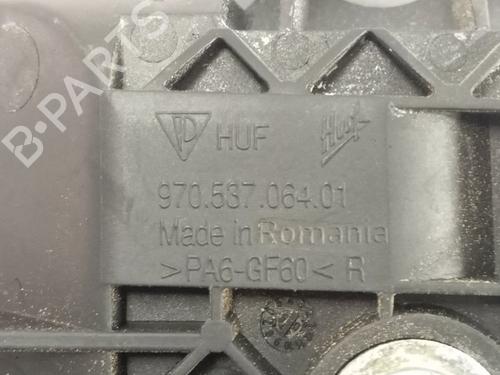 B-PARTS
HUF Huf
970.537.064.01
Made in Romania
>PA6-GF60< R